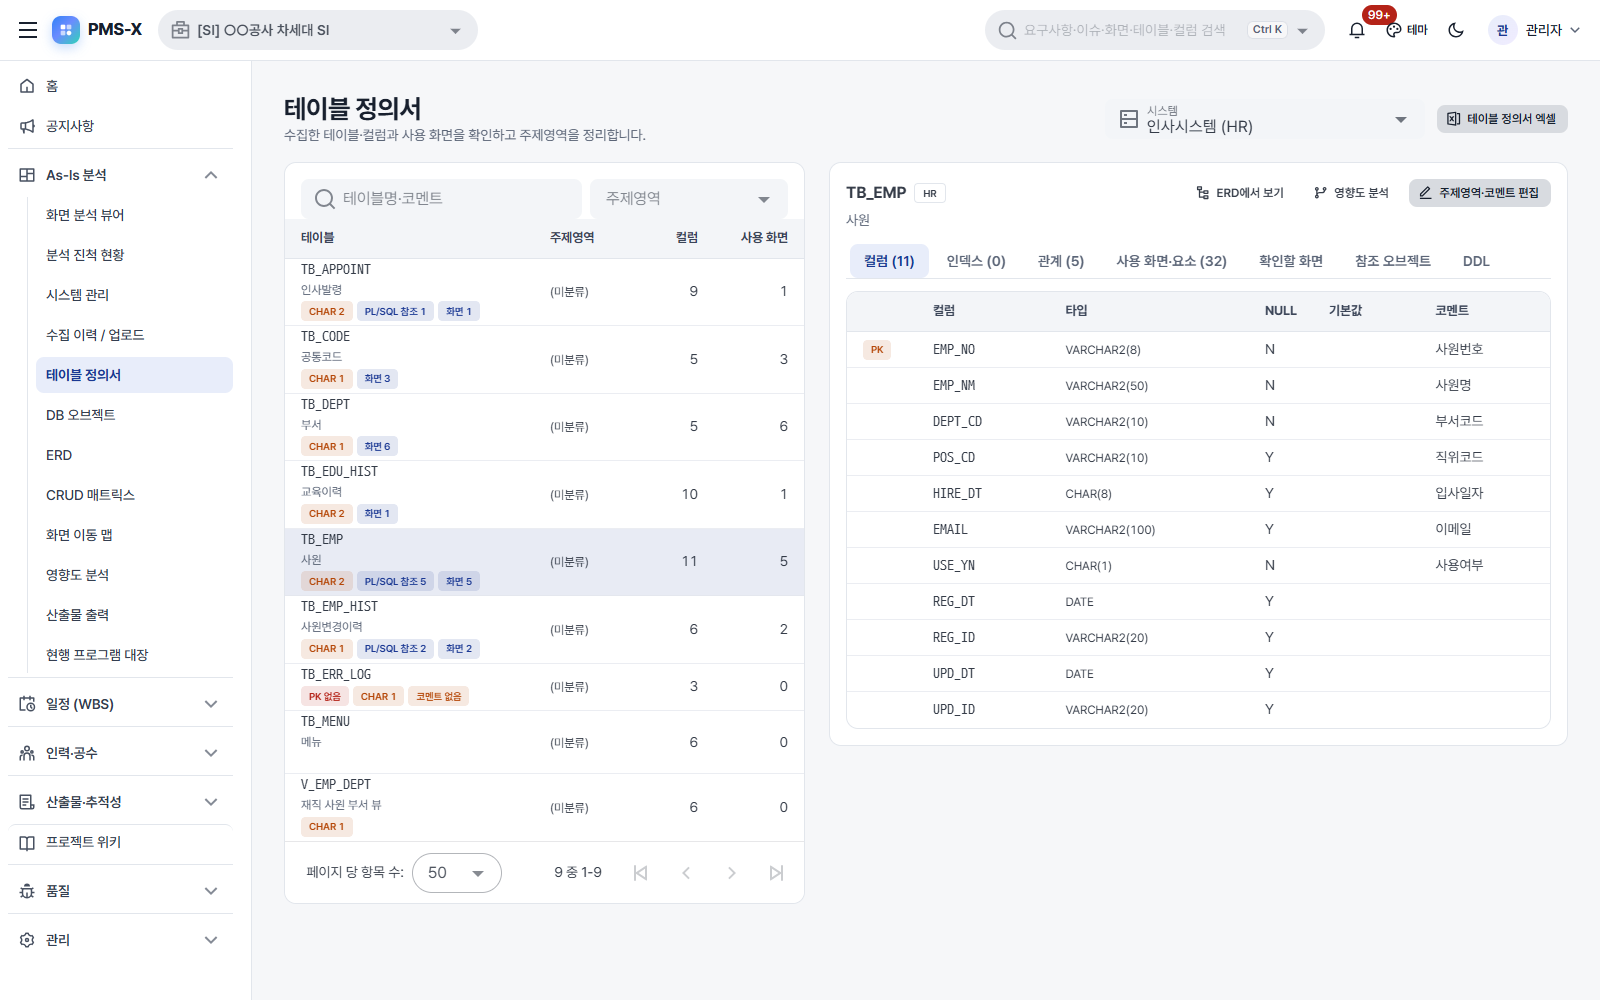 PMS-X
[SI] ○○공사 차세대 SI
요구사항·이슈·화면·테이블·컬럼 검색
Ctrl K
99+
테마
관
관리자
홈
공지사항
As-Is 분석
화면 분석 뷰어
분석 진척 현황
시스템 관리
수집 이력 / 업로드
테이블 정의서
DB 오브젝트
ERD
CRUD 매트릭스
화면 이동 맵
영향도 분석
산출물 출력
현행 프로그램 대장
일정 (WBS)
인력·공수
산출물·추적성
프로젝트 위키
품질
관리
테이블 정의서
수집한 테이블·컬럼과 사용 화면을 확인하고 주제영역을 정리합니다.
시스템
인사시스템 (HR)
테이블 정의서 엑셀
테이블명·코멘트
주제영역
테이블 주제영역 컬럼 사용 화면
TB_APPOINT
인사발령
CHAR 2 PL/SQL 참조 1 화면 1
(미분류) 9 1
TB_CODE
공통코드
CHAR 1 화면 3
(미분류) 5 3
TB_DEPT
부서
CHAR 1 화면 6
(미분류) 5 6
TB_EDU_HIST
교육이력
CHAR 2 화면 1
(미분류) 10 1
TB_EMP
사원
CHAR 2 PL/SQL 참조 5 화면 5
(미분류) 11 5
TB_EMP_HIST
사원변경이력
CHAR 1 PL/SQL 참조 2 화면 2
(미분류) 6 2
TB_ERR_LOG
PK 없음 CHAR 1 코멘트 없음
(미분류) 3 0
TB_MENU
메뉴
(미분류) 6 0
V_EMP_DEPT
재직 사원 부서 뷰
CHAR 1
(미분류) 6 0
페이지 당 항목 수: 50 9 중 1-9
TB_EMP HR
사원
ERD에서 보기
영향도 분석
주제영역·코멘트 편집
컬럼 (11) 인덱스 (0) 관계 (5) 사용 화면·요소 (32) 확인할 화면 참조 오브젝트 DDL
컬럼 타입 NULL 기본값 코멘트
PK EMP_NO VARCHAR2(8) N 사원번호
EMP_NM VARCHAR2(50) N 사원명
DEPT_CD VARCHAR2(10) N 부서코드
POS_CD VARCHAR2(10) Y 직위코드
HIRE_DT CHAR(8) Y 입사일자
EMAIL VARCHAR2(100) Y 이메일
USE_YN CHAR(1) N 사용여부
REG_DT DATE Y
REG_ID VARCHAR2(20) Y
UPD_DT DATE Y
UPD_ID VARCHAR2(20) Y